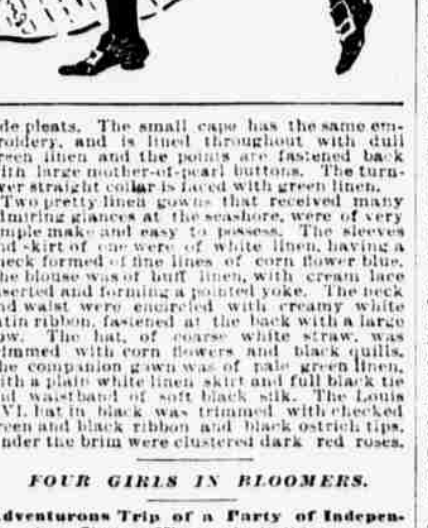 de pleats. The small cape has the same em-
roidery, and is lined throughout with dull
reen linen and the points are fastened back
ith large mother-of-pearl buttons. The turn-
ver straight collar is faced with green linen.
Two pretty linen gowns that received many
dmiring glances at the seashore, were of very
imple make and easy to possess. The sleeves
nd skirt of one were of white linen, having a
heck formed of fine lines of corn flower blue.
he blouse was of buff linen, with cream lace
nserted and forming a pointed yoke. The neck
nd waist were encircled with creamy white
atin ribbon, fastened at the back with a large
ow. The hat, of coarse white straw, was
rimmed with corn flowers and black quills.
he companion gown was of pale green linen,
ith a plain white linen skirt and full black tie
nd waistband of soft black silk. The Louis
VI. hat in black was trimmed with checked
reen and black ribbon and black ostrich tips.
nder the brim were clustered dark red roses.
FOUR GIRLS IN BLOOMERS.
dventurous Trip of a Party of Indepen-